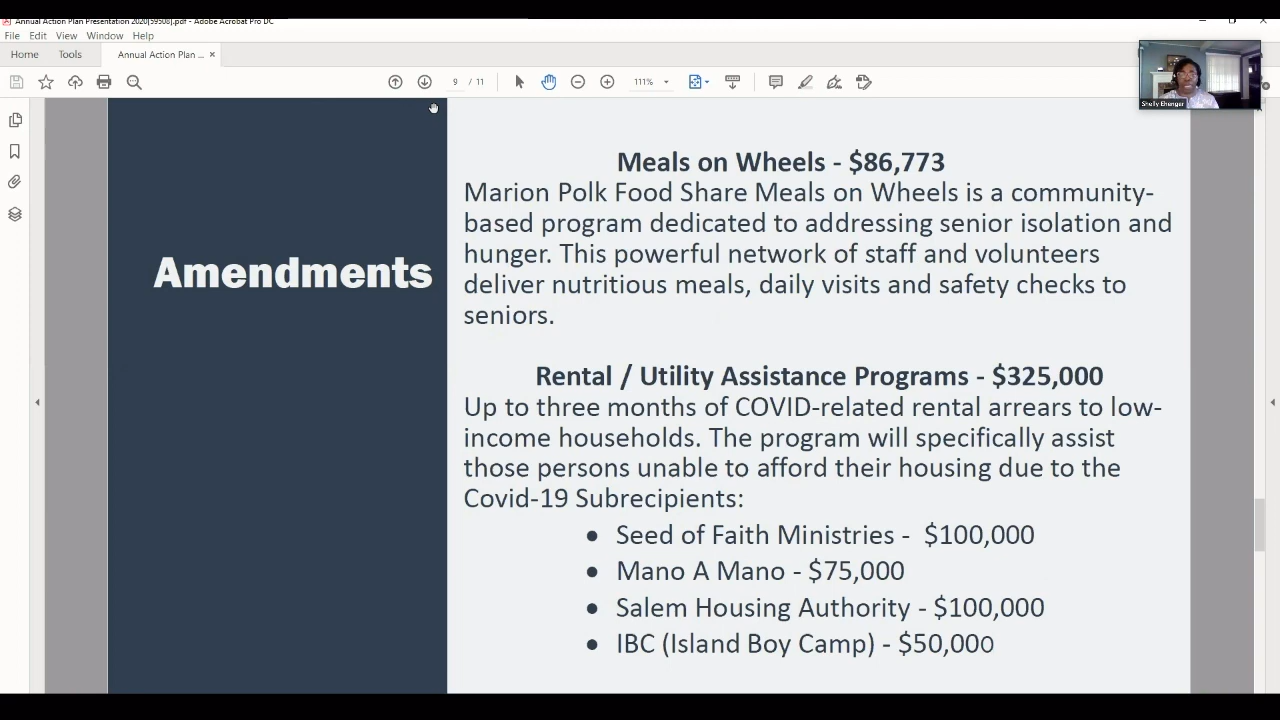 Annual Action Plan Presentation 2020[59508].pdf - Adobe Acrobat Pro DC
File Edit View Window Help
Home Tools Annual Action Plan ... ×
9 / 11 111%
Shelly Ehenger
Amendments
Meals on Wheels - $86,773
Marion Polk Food Share Meals on Wheels is a community-
based program dedicated to addressing senior isolation and
hunger. This powerful network of staff and volunteers
deliver nutritious meals, daily visits and safety checks to
seniors.
Rental / Utility Assistance Programs - $325,000
Up to three months of COVID-related rental arrears to low-
income households. The program will specifically assist
those persons unable to afford their housing due to the
Covid-19 Subrecipients:
• Seed of Faith Ministries - $100,000
• Mano A Mano - $75,000
• Salem Housing Authority - $100,000
• IBC (Island Boy Camp) - $50,000